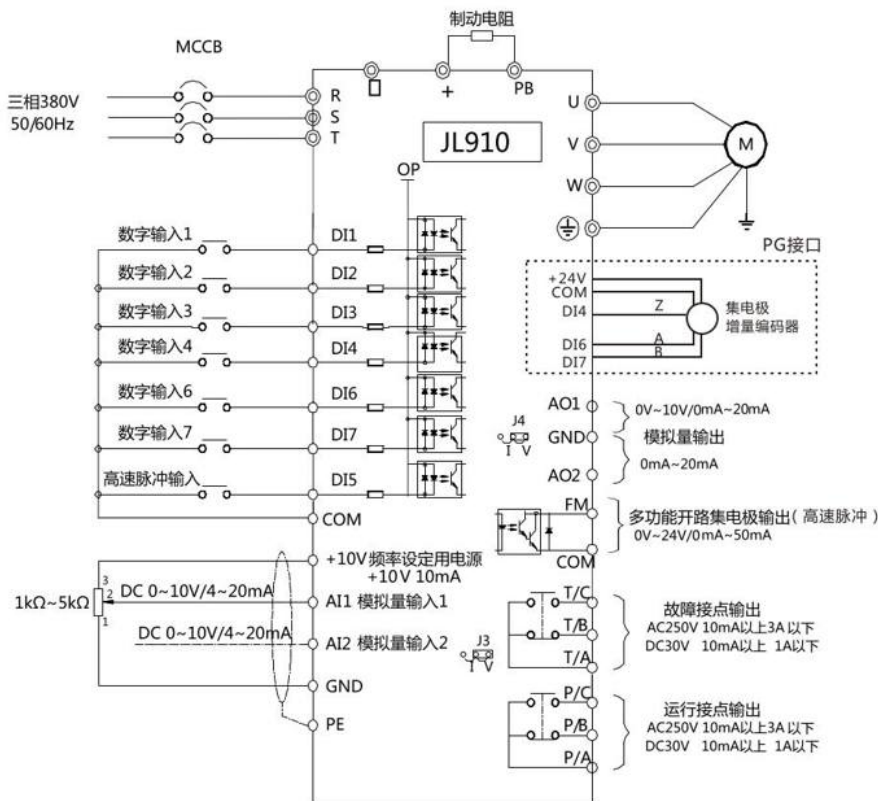 制动电阻
MCCB
三相380V
50/60Hz
R
S
T
+
PB
JL910
OP
U
V
W
M
PG接口
数字输入1
DI1
数字输入2
DI2
数字输入3
DI3
数字输入4
DI4
数字输入6
DI6
数字输入7
DI7
高速脉冲输入
DI5
COM
+24V
COM
DI4
Z
DI6
A
DI7
B
集电极
增量编码器
AO1
0V~10V/0mA~20mA
J4
I V
GND
模拟量输出
0mA~20mA
AO2
FM
多功能开路集电极输出(高速脉冲)
0V~24V/0mA~50mA
COM
+10V 频率设定用电源
+10V 10mA
1kΩ~5kΩ
3
2
1
DC 0~10V/4~20mA
AI1 模拟量输入1
DC 0~10V/4~20mA
AI2 模拟量输入2
J3
I V
GND
PE
T/C
T/B
T/A
故障接点输出
AC250V 10mA以上3A以下
DC30V 10mA以上 1A以下
P/C
P/B
P/A
运行接点输出
AC250V 10mA以上3A以下
DC30V 10mA以上 1A以下